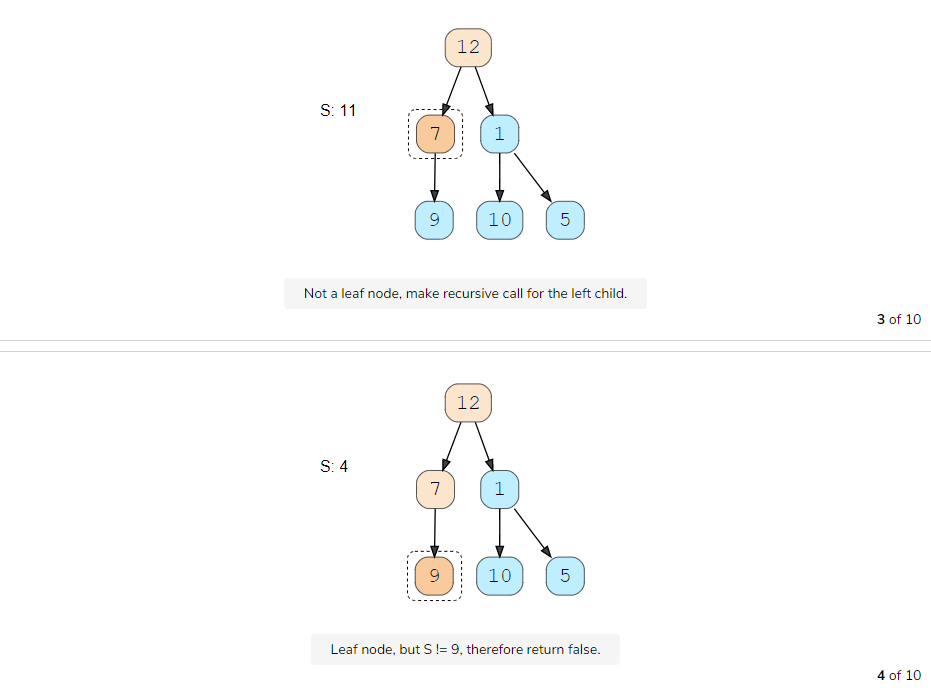 12
S: 11
7 1
9 10 5
Not a leaf node, make recursive call for the left child.
3 of 10
12
S: 4
7 1
9 10 5
Leaf node, but S != 9, therefore return false.
4 of 10